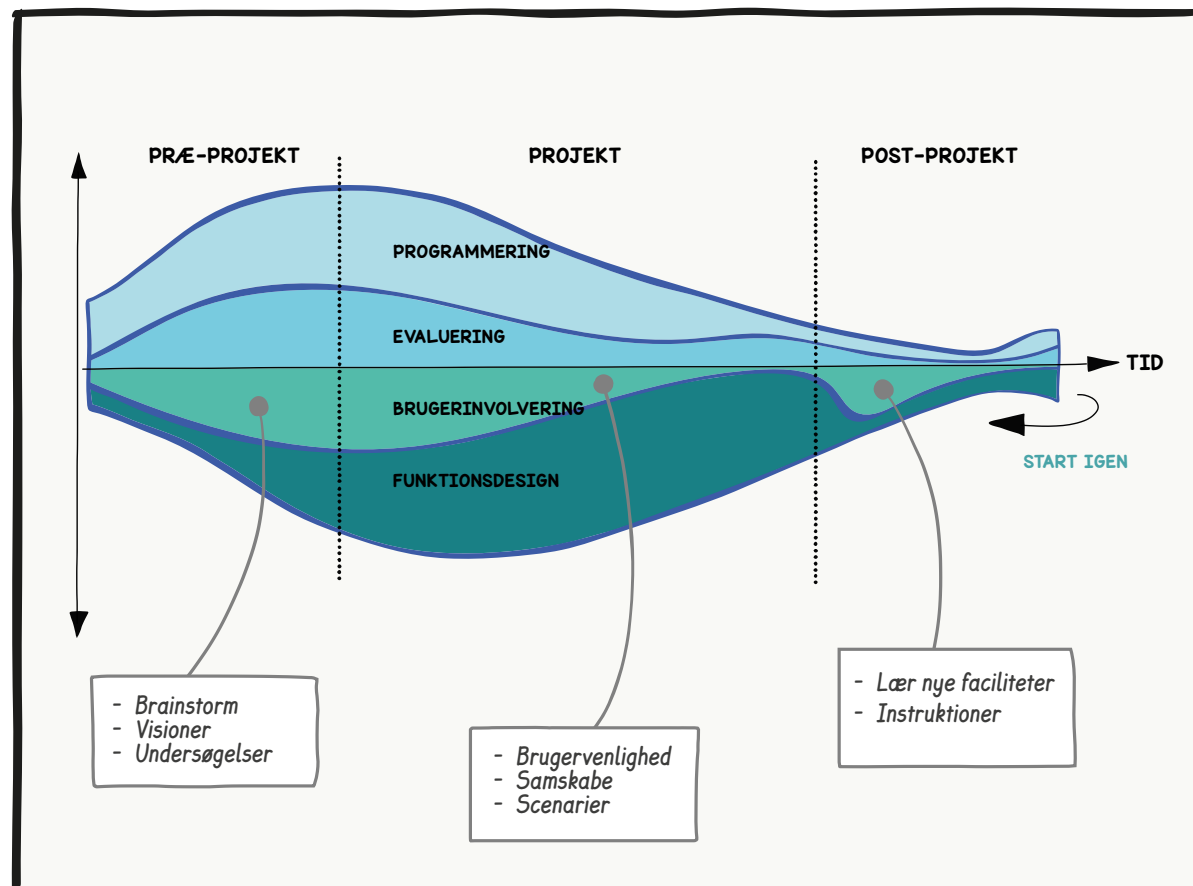 PRÆ-PROJEKT
PROJEKT
POST-PROJEKT
PROGRAMMERING
EVALUERING
TID
BRUGERINVOLVERING
START IGEN
FUNKTIONSDESIGN
- Brainstorm
- Visioner
- Undersøgelser
- Brugervenlighed
- Samskabe
- Scenarier
- Lær nye faciliteter
- Instruktioner